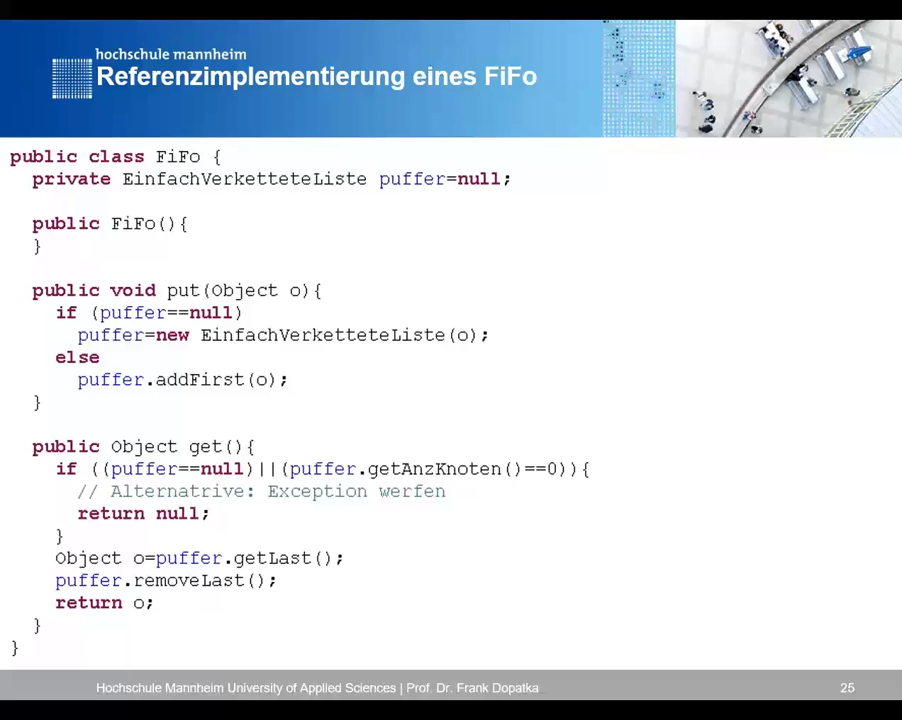 hochschule mannheim
Referenzimplementierung eines FiFo
public class FiFo {
private EinfachVerketteteListe puffer=null;
public FiFo(){
}
public void put(Object o){
if (puffer==null)
puffer=new EinfachVerketteteListe(o);
else
puffer.addFirst(o);
}
public Object get(){
if ((puffer==null)||(puffer.getAnzKnoten()==0)){
// Alternatrive: Exception werfen
return null;
}
Object o=puffer.getLast();
puffer.removeLast();
return o;
}
}
Hochschule Mannheim University of Applied Sciences | Prof. Dr. Frank Dopatka
25